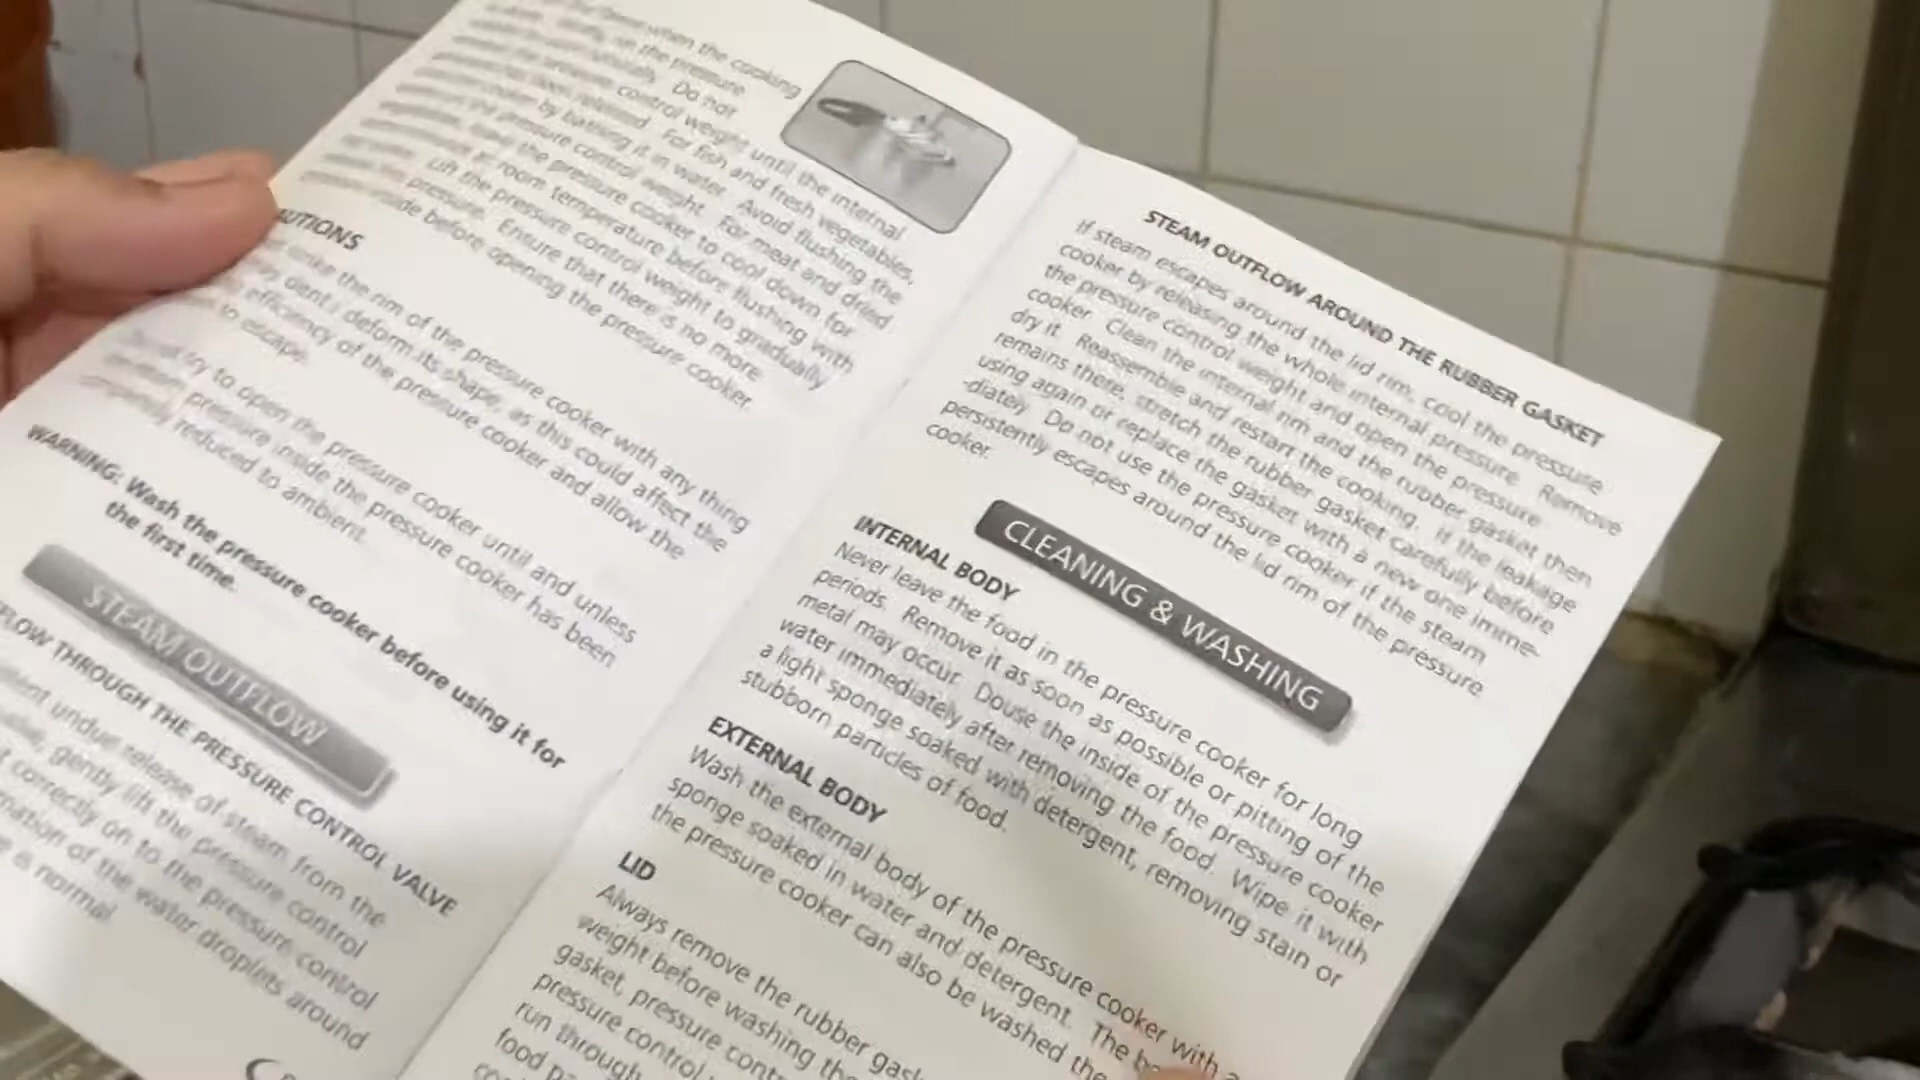 when the cooking
on the pressure
Do not
control weight until the internal
released. For fish and fresh vegetables,
cooker by bathing it in water. Avoid flushing the
pressure control weight. For meat and dried
the pressure cooker to cool down for
at room temperature before flushing with
Lift the pressure control weight to gradually
pressure. Ensure that there is no more
inside before opening the pressure cooker.
AUTIONS
strike the rim of the pressure cooker with any thing
dent / deform its shape, as this could affect the
efficiency of the pressure cooker and allow the
to escape.
try to open the pressure cooker until and unless
pressure inside the pressure cooker has been
reduced to ambient.
WARNING: Wash the pressure cooker before using it for
the first time.
STEAM OUTFLOW
FLOW THROUGH THE PRESSURE CONTROL VALVE
undue release of steam from the
gently lift the pressure control
correctly on to the pressure control
of the water droplets around
is normal.
STEAM OUTFLOW AROUND THE RUBBER GASKET
If steam escapes around the lid rim, cool the pressure
cooker by releasing the whole internal pressure. Remove
the pressure control weight and open the pressure
cooker. Clean the internal rim and the rubber gasket then
dry it. Reassemble and restart the cooking. If the leakage
remains there, stretch the rubber gasket carefully before
using again or replace the gasket with a new one imme-
-diately. Do not use the pressure cooker if the steam
persistently escapes around the lid rim of the pressure
cooker.
CLEANING & WASHING
INTERNAL BODY
Never leave the food in the pressure cooker for long
periods. Remove it as soon as possible or pitting of the
metal may occur. Douse the inside of the pressure cooker
water immediately after removing the food. Wipe it with
a light sponge soaked with detergent, removing stain or
stubborn particles of food.
EXTERNAL BODY
Wash the external body of the pressure cooker with a
sponge soaked in water and detergent. The
the pressure cooker can also be washed the
LID
Always remove the rubber
weight before washing the
gasket, pressure
pressure control
run through
food